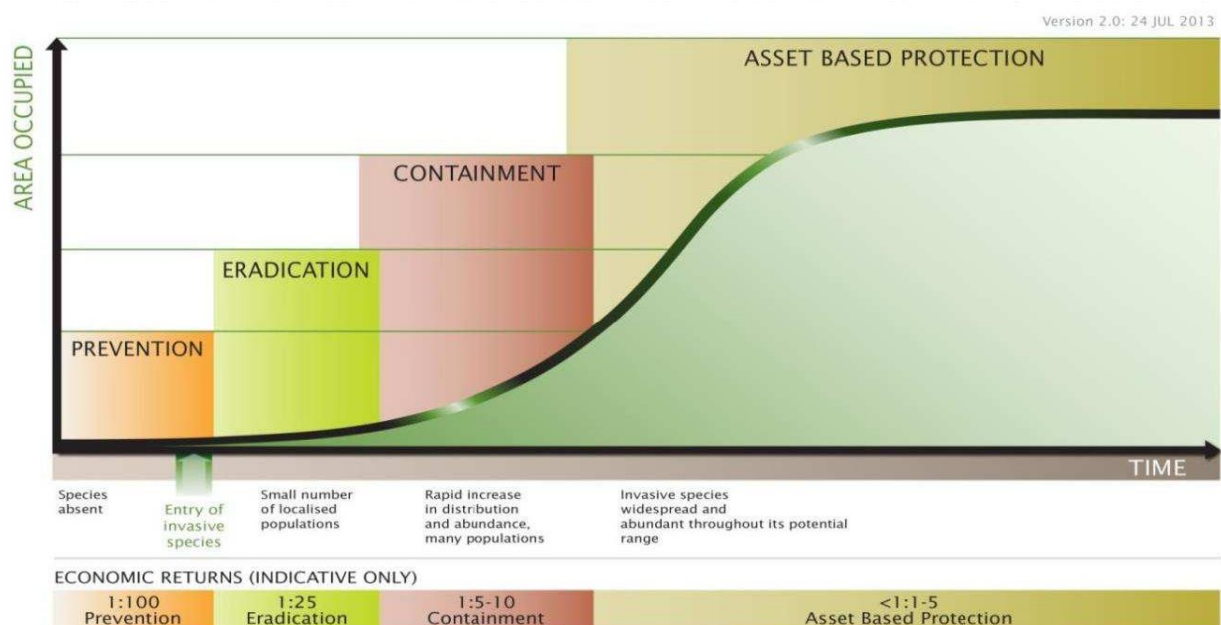 Version 2.0: 24 JUL 2013
AREA OCCUPIED
ASSET BASED PROTECTION
CONTAINMENT
ERADICATION
PREVENTION
TIME
Species
absent
Entry of
invasive
species
Small number
of localised
populations
Rapid increase
in distribution
and abundance,
many populations
Invasive species
widespread and
abundant throughout its potential
range
ECONOMIC RETURNS (INDICATIVE ONLY)
1:100
Prevention
1:25
Eradication
1:5-10
Containment
<1:1-5
Asset Based Protection